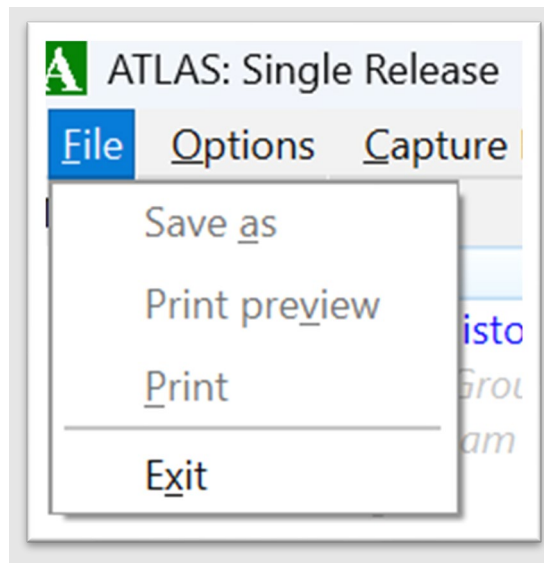 A ATLAS: Single Release
File Options Capture
Save as
Print preview
Print
Exit